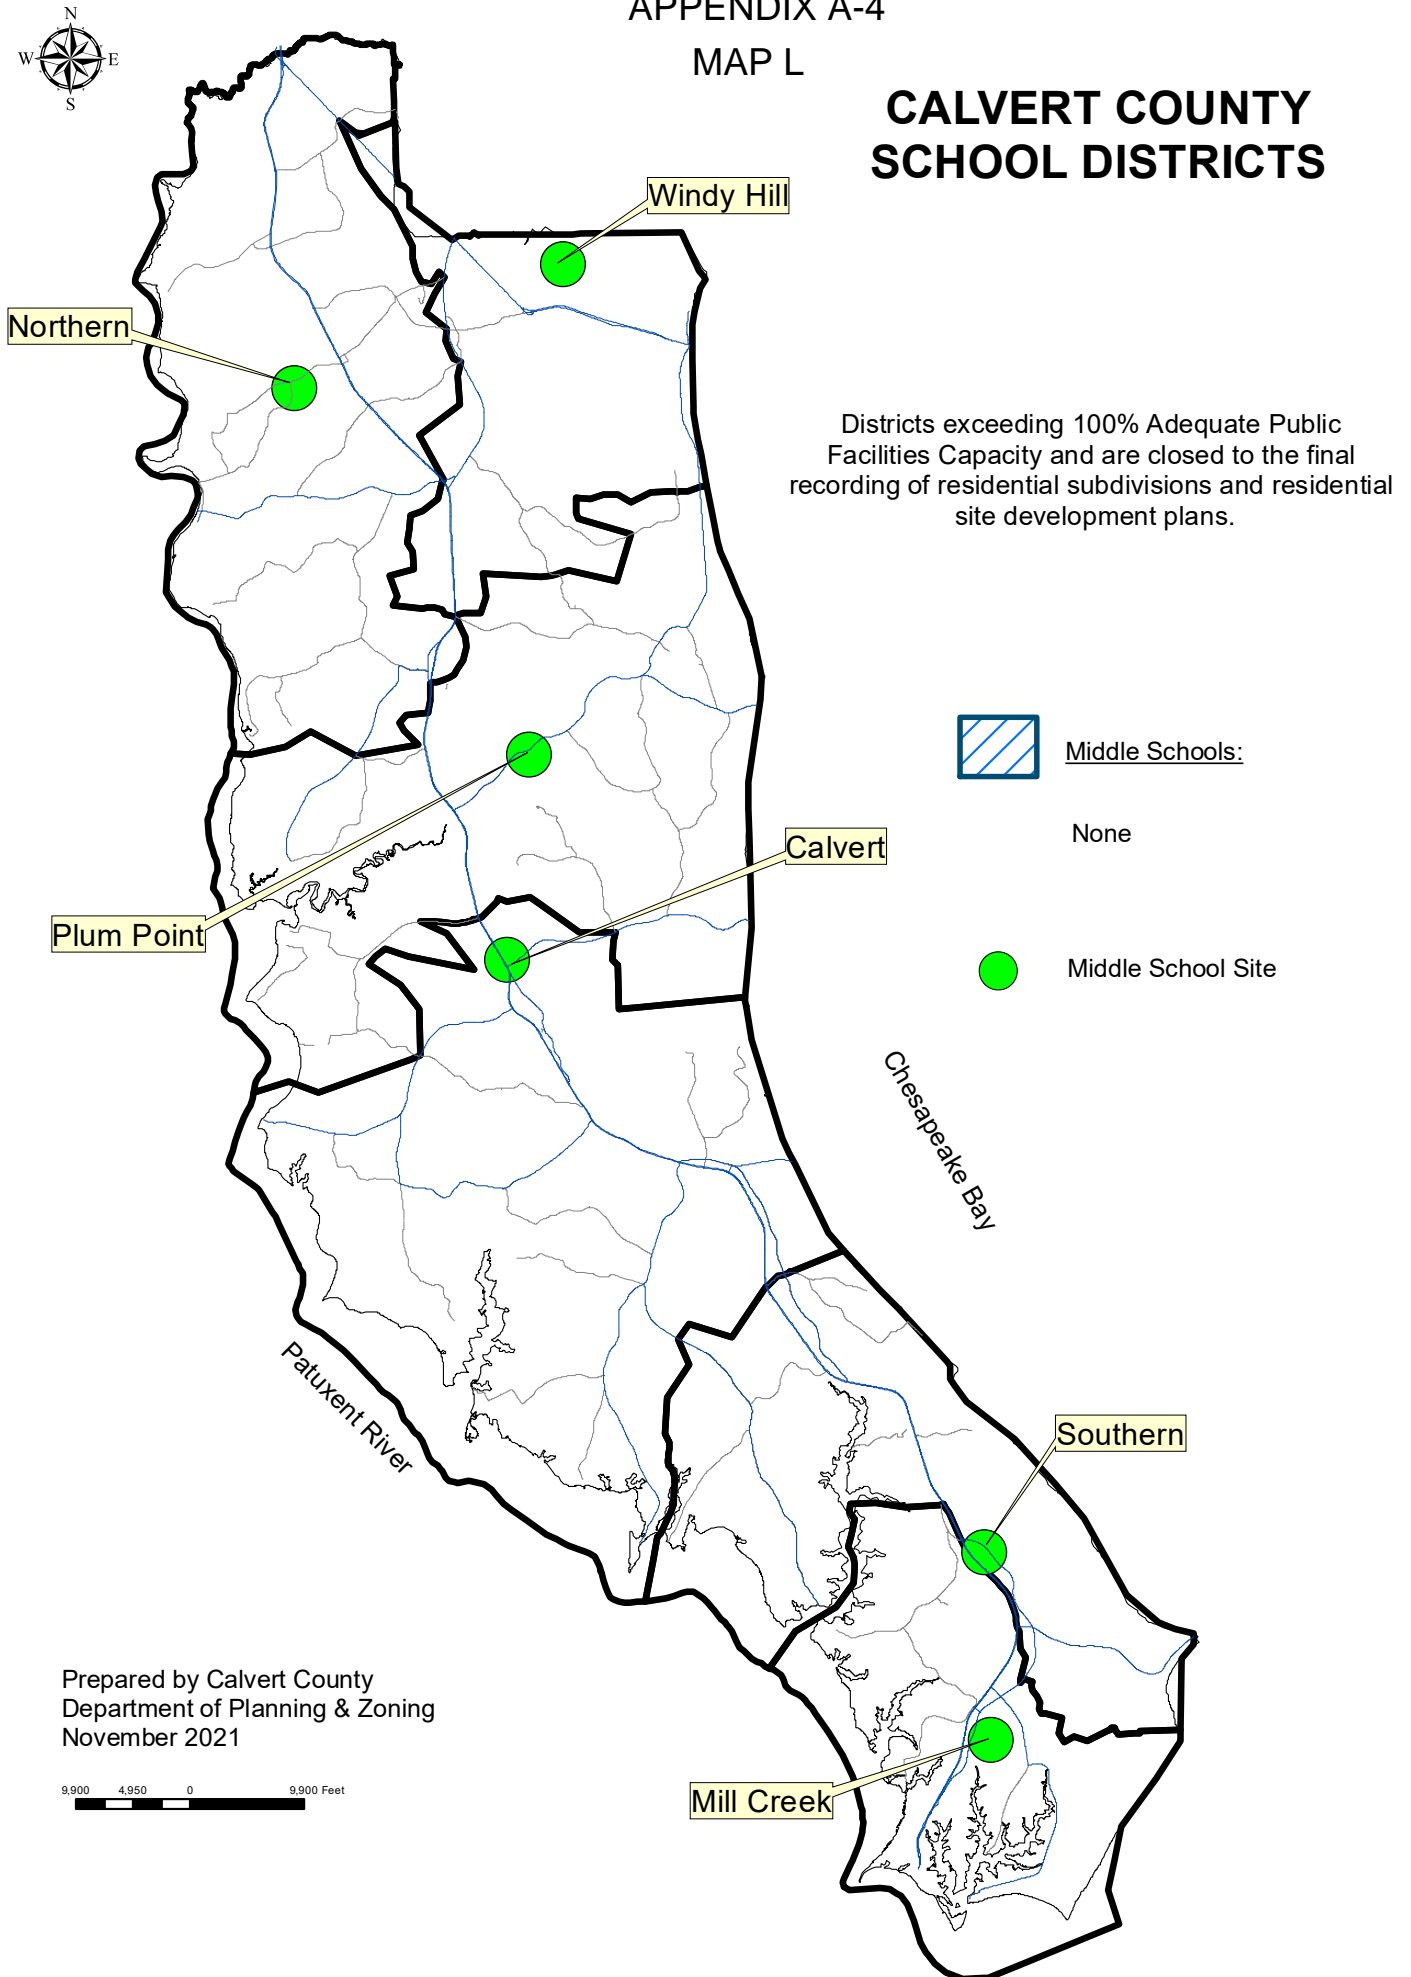 APPENDIX A-4
MAP L
N
W E
S
CALVERT COUNTY
SCHOOL DISTRICTS
Windy Hill
Northern
Districts exceeding 100% Adequate Public
Facilities Capacity and are closed to the final
recording of residential subdivisions and residential
site development plans.
Middle Schools:
None
Calvert
Plum Point
Middle School Site
Chesapeake Bay
Patuxent River
Southern
Prepared by Calvert County
Department of Planning & Zoning
November 2021
9,900 4,950 0 9,900 Feet
Mill Creek